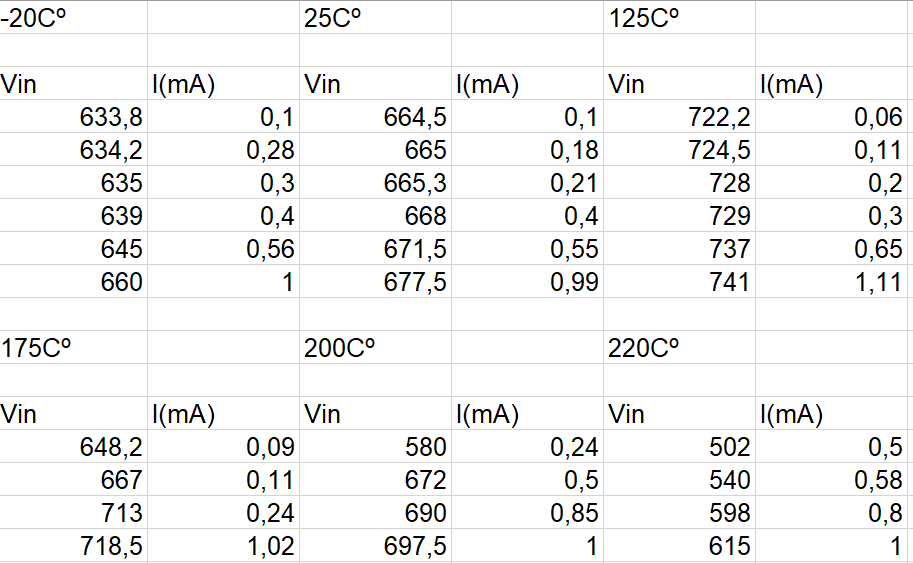 -20Cº 25Cº 125Cº
Vin I(mA) Vin I(mA) Vin I(mA)
633,8 0,1 664,5 0,1 722,2 0,06
634,2 0,28 665 0,18 724,5 0,11
635 0,3 665,3 0,21 728 0,2
639 0,4 668 0,4 729 0,3
645 0,56 671,5 0,55 737 0,65
660 1 677,5 0,99 741 1,11
175Cº 200Cº 220Cº
Vin I(mA) Vin I(mA) Vin I(mA)
648,2 0,09 580 0,24 502 0,5
667 0,11 672 0,5 540 0,58
713 0,24 690 0,85 598 0,8
718,5 1,02 697,5 1 615 1